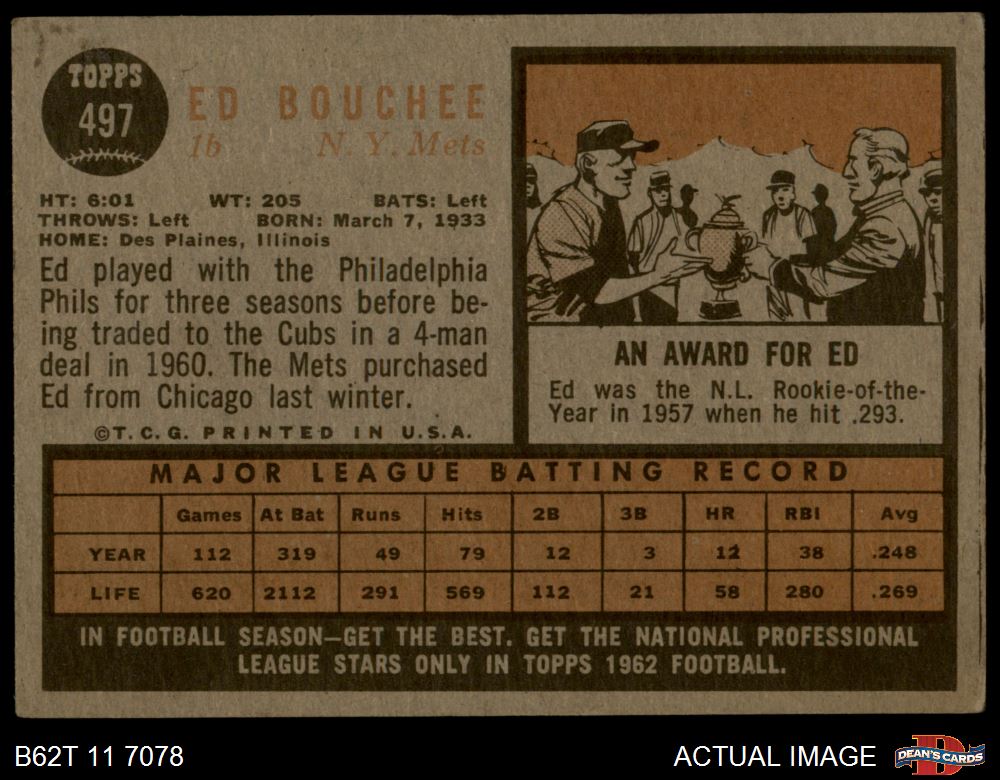 TOPPS
497
ED BOUCHEE
1b N. Y. Mets
HT: 6:01 WT: 205 BATS: Left
THROWS: Left BORN: March 7, 1933
HOME: Des Plaines, Illinois
Ed played with the Philadelphia
Phils for three seasons before be-
ing traded to the Cubs in a 4-man
deal in 1960. The Mets purchased
Ed from Chicago last winter.
©T.C.G. PRINTED IN U.S.A.
AN AWARD FOR ED
Ed was the N.L. Rookie-of-the-
Year in 1957 when he hit .293.
MAJOR LEAGUE BATTING RECORD
Games At Bat Runs Hits 2B 3B HR RBI Avg
YEAR 112 319 49 79 12 3 12 38 .248
LIFE 620 2112 291 569 112 21 58 280 .269
IN FOOTBALL SEASON—GET THE BEST. GET THE NATIONAL PROFESSIONAL
LEAGUE STARS ONLY IN TOPPS 1962 FOOTBALL.
B62T 11 7078 ACTUAL IMAGE D DEAN'S CARDS